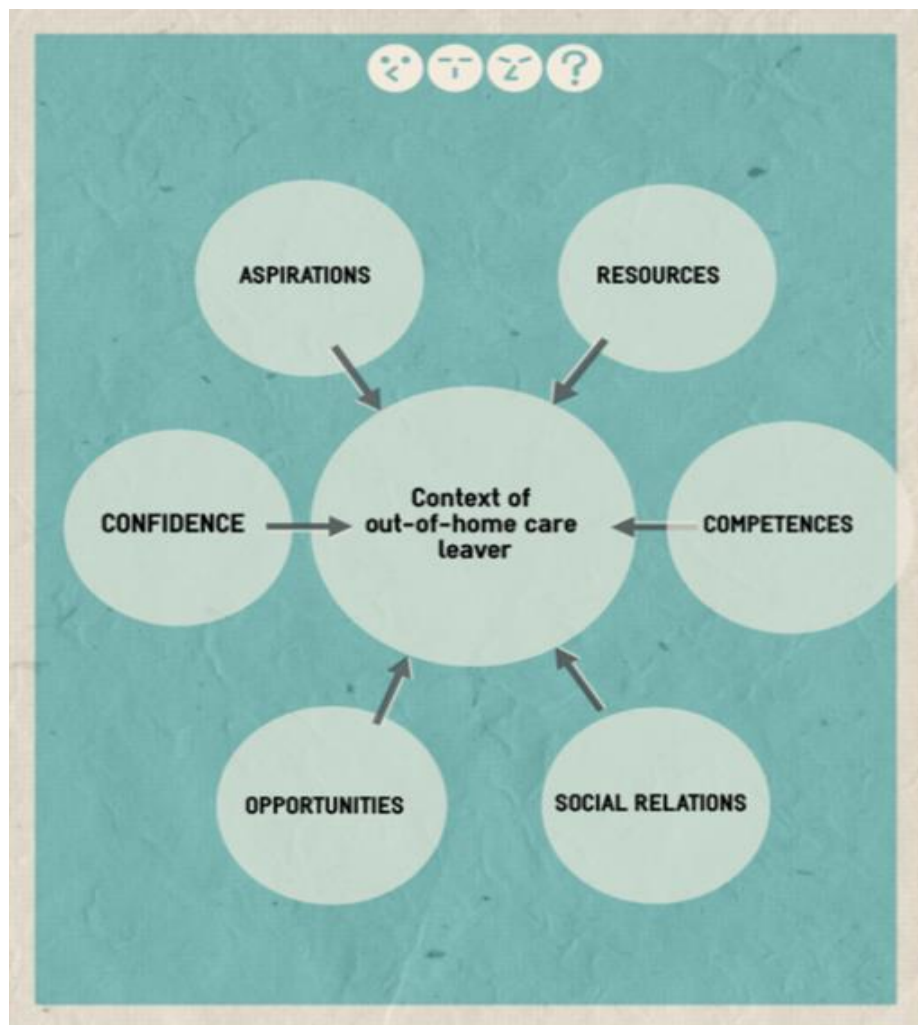 ?
ASPIRATIONS
RESOURCES
CONFIDENCE
Context of
out-of-home care
leaver
COMPETENCES
OPPORTUNITIES
SOCIAL RELATIONS